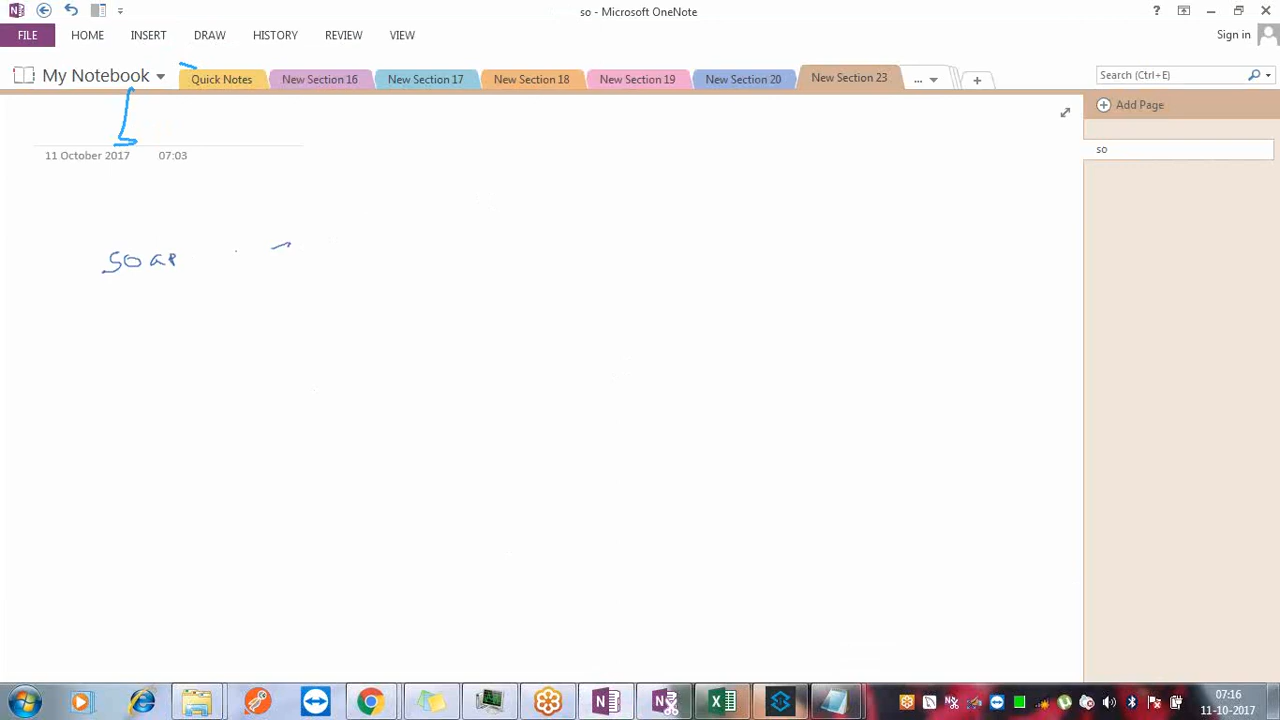 so - Microsoft OneNote
?
Sign in
FILE HOME INSERT DRAW HISTORY REVIEW VIEW
My Notebook Quick Notes New Section 16 New Section 17 New Section 18 New Section 19 New Section 20 New Section 23 ... +
Search (Ctrl+E)
Add Page
so
11 October 2017 07:03
soap
07:16
11-10-2017